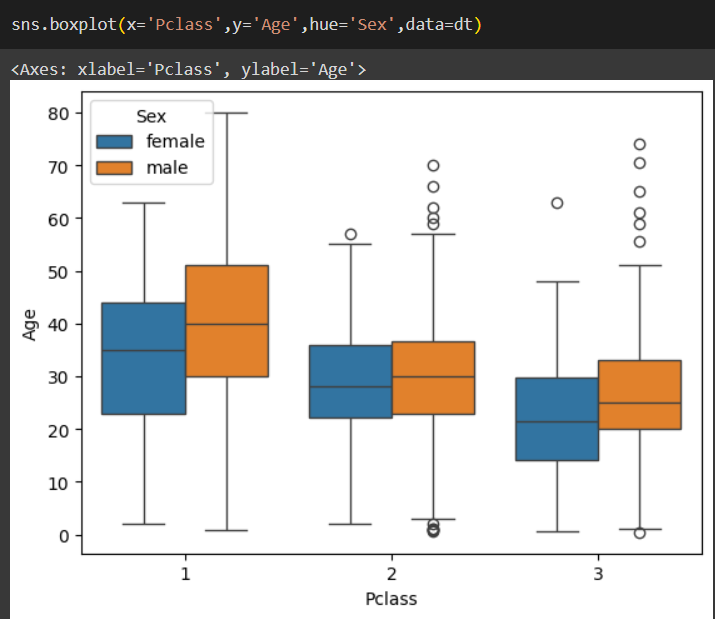 sns.boxplot(x='Pclass',y='Age',hue='Sex',data=dt)
<Axes: xlabel='Pclass', ylabel='Age'>
Sex
female
male
80
70
60
50
40
30
20
10
0
Age
1 2 3
Pclass